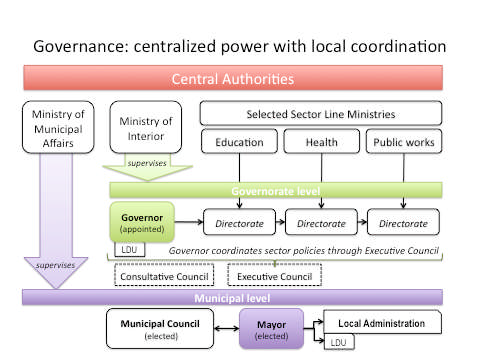 Governance: centralized power with local coordination
Central Authorities
Ministry of
Municipal
Affairs
Ministry of
Interior
Selected Sector Line Ministries
Education
Health
Public works
supervises
Governorate level
Governor
(appointed)
Directorate
Directorate
Directorate
LDU
Governor coordinates sector policies through Executive Council
supervises
Consultative Council
Executive Council
Municipal level
Municipal Council
(elected)
Mayor
(elected)
Local Administration
LDU